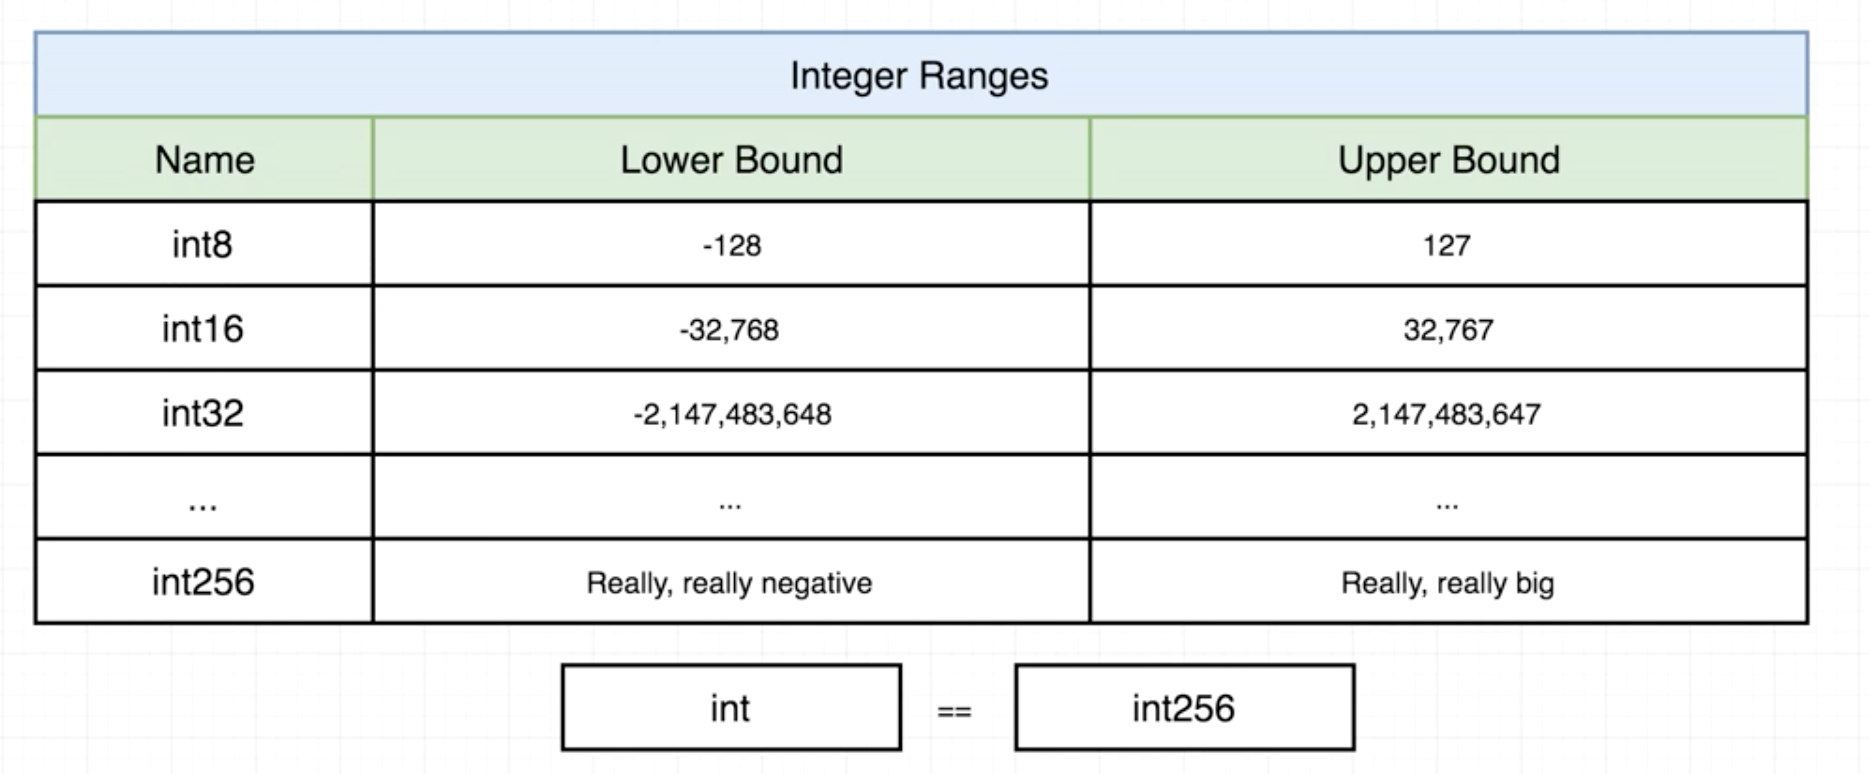 Integer Ranges
Name Lower Bound Upper Bound
int8 -128 127
int16 -32,768 32,767
int32 -2,147,483,648 2,147,483,647
... ... ...
int256 Really, really negative Really, really big
int == int256